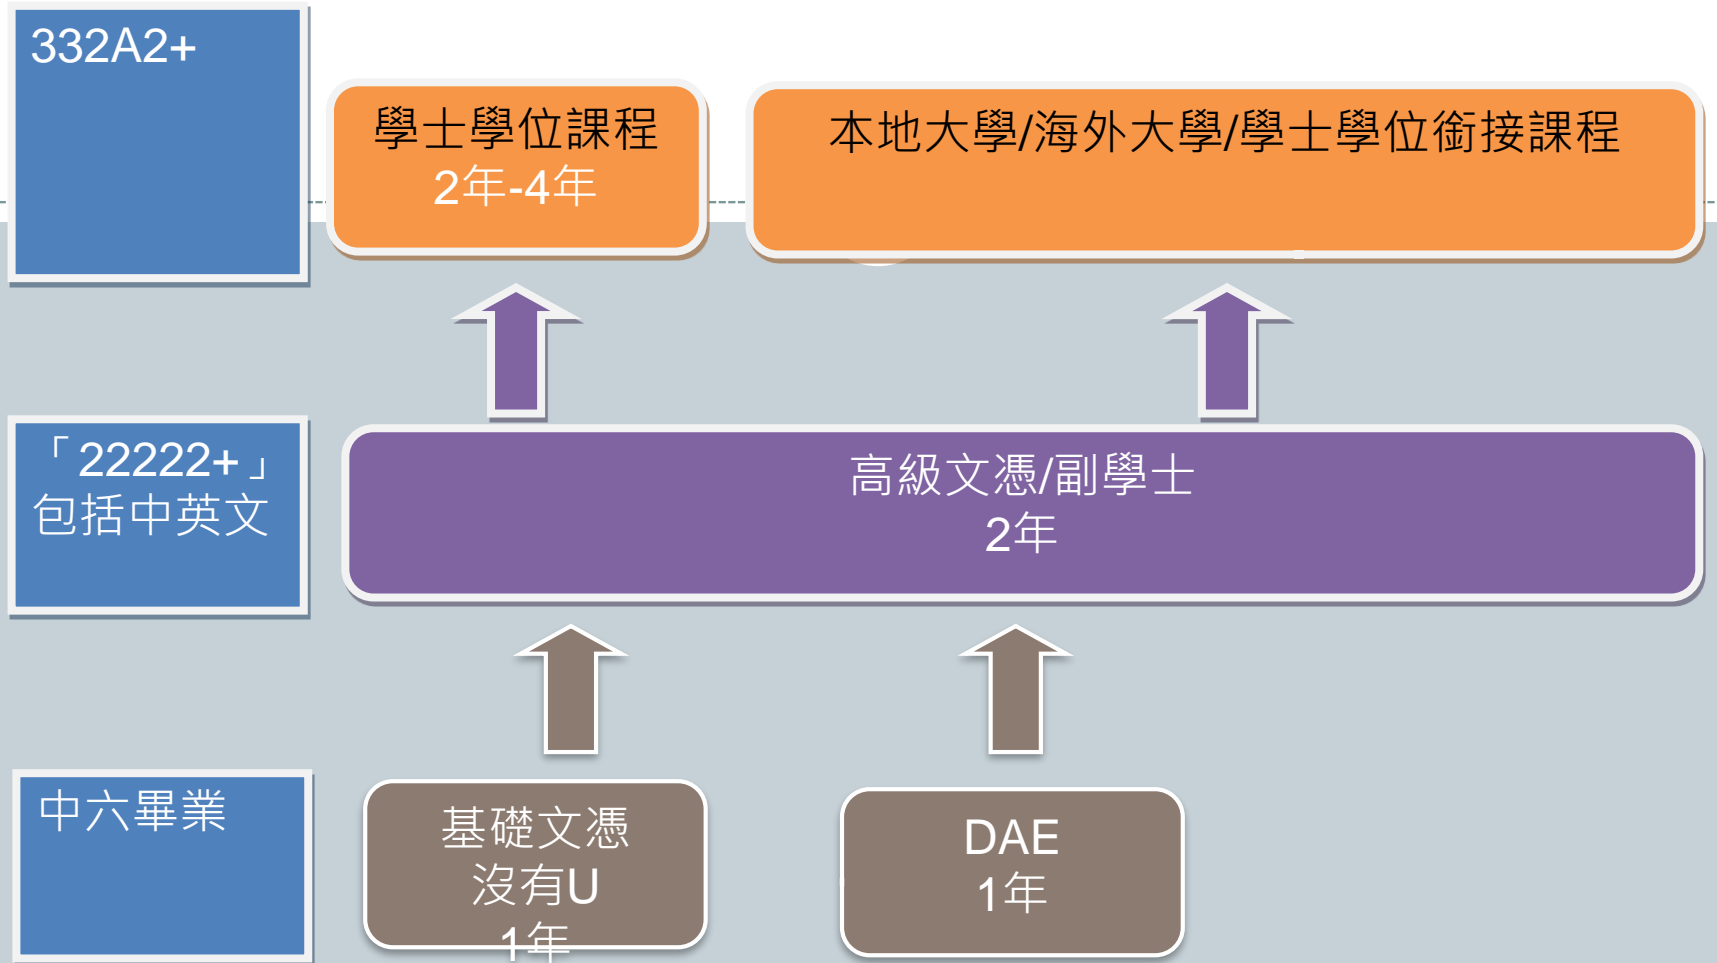 332A2+
學士學位課程
2年-4年
本地大學/海外大學/學士學位銜接課程
「22222+」
包括中英文
高級文憑/副學士
2年
中六畢業
基礎文憑
沒有U
1年
DAE
1年